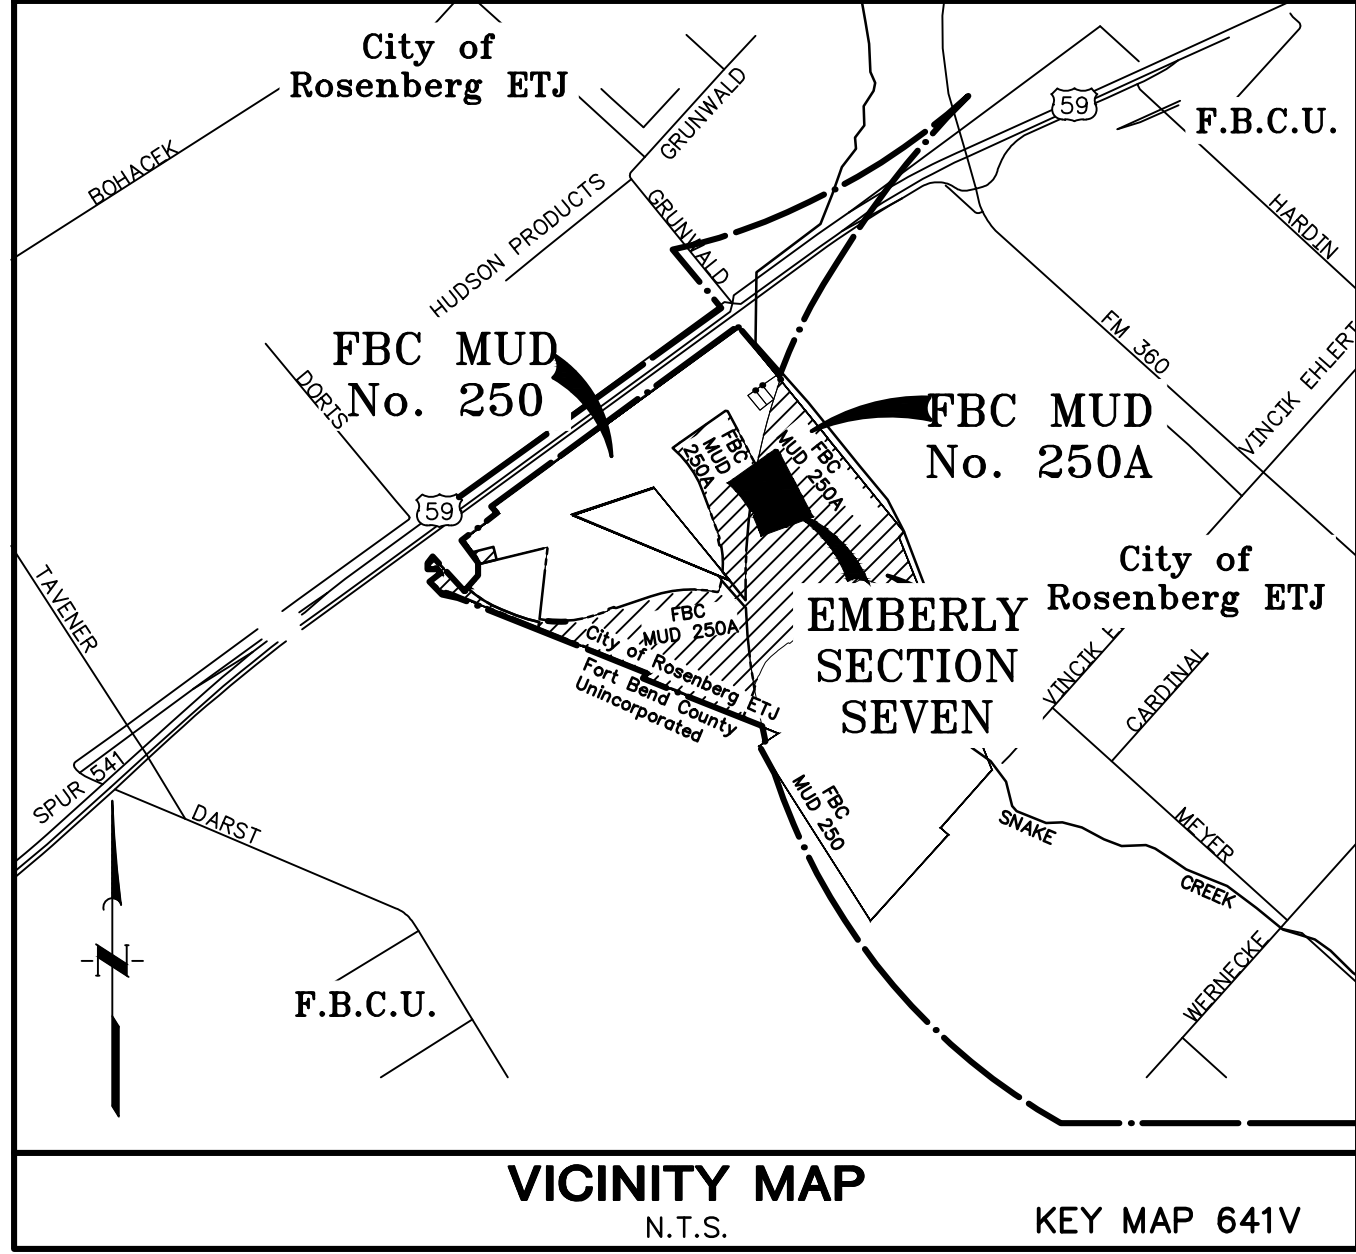 City of
Rosenberg ETJ
59
F.B.C.U.
GRUNWALD
BOHACEK
HUDSON PRODUCTS
GRUNWALD
HARDIN
FM 360
VINCIK EHLERT
FBC MUD
No. 250
DORIS
FBC MUD
No. 250A
FBC
MUD
250A
FBC
MUD 250A
59
City of
Rosenberg ETJ
TAVENER
FBC
MUD 250A
EMBERLY
SECTION
SEVEN
City of Rosenberg ETJ
Fort Bend County
Unincorporated
VINCIK E
CARDINAL
SPUR 541
DARST
FBC
MUD 250
SNAKE
MEYER
CREEK
WERNECKE
N
F.B.C.U.
VICINITY MAP
N.T.S.
KEY MAP 641V